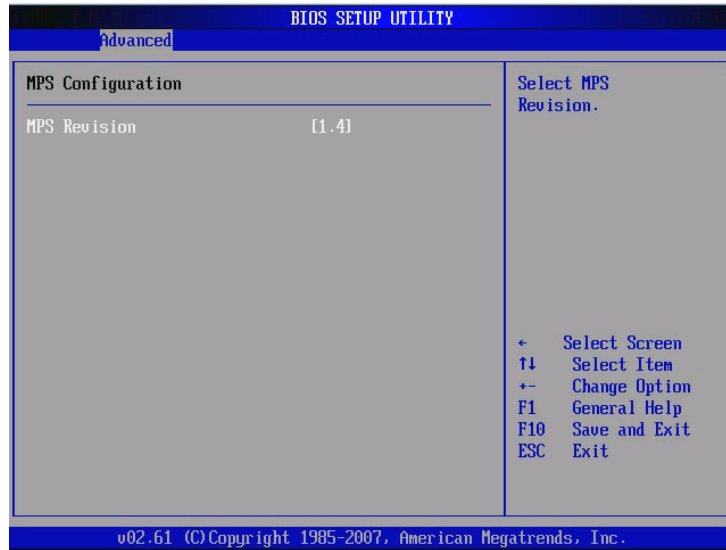 BIOS SETUP UTILITY
Advanced
MPS Configuration
MPS Revision [1.4]
Select MPS
Revision.
← Select Screen
↑↓ Select Item
+- Change Option
F1 General Help
F10 Save and Exit
ESC Exit
v02.61 (C)Copyright 1985-2007, American Megatrends, Inc.